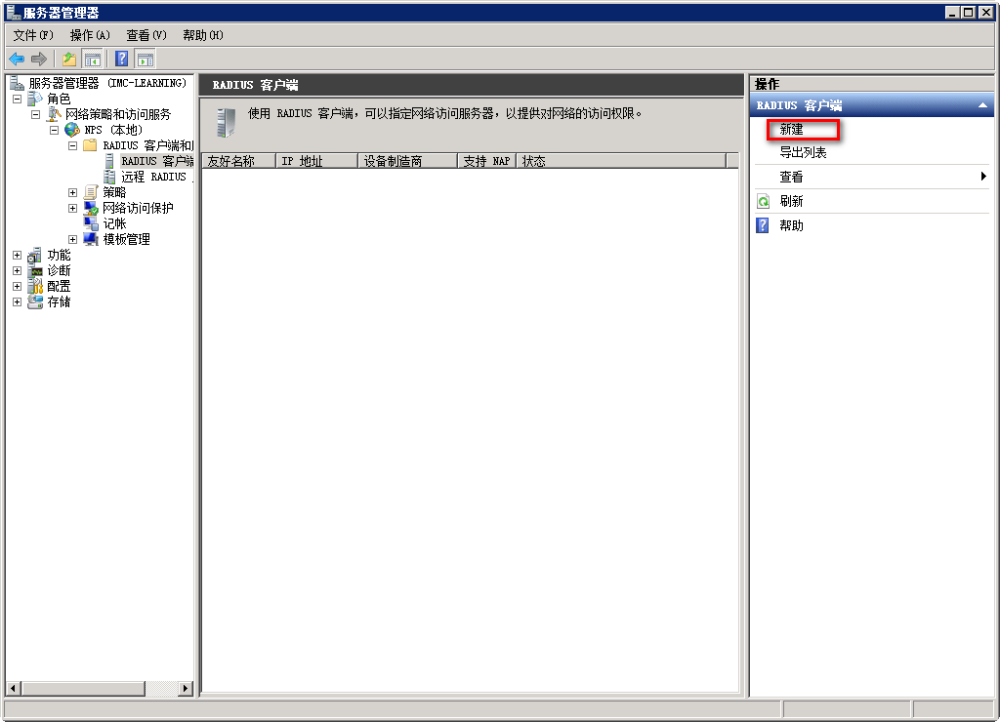 服务器管理器
文件(F) 操作(A) 查看(V) 帮助(H)
服务器管理器 (IMC-LEARNING)
角色
网络策略和访问服务
NPS (本地)
RADIUS 客户端和
RADIUS 客户端
远程 RADIUS
策略
网络访问保护
记帐
模板管理
功能
诊断
配置
存储
RADIUS 客户端
使用 RADIUS 客户端，可以指定网络访问服务器，以提供对网络的访问权限。
友好名称 IP 地址 设备制造商 支持 NAP 状态
操作
RADIUS 客户端
新建
导出列表
查看
刷新
帮助